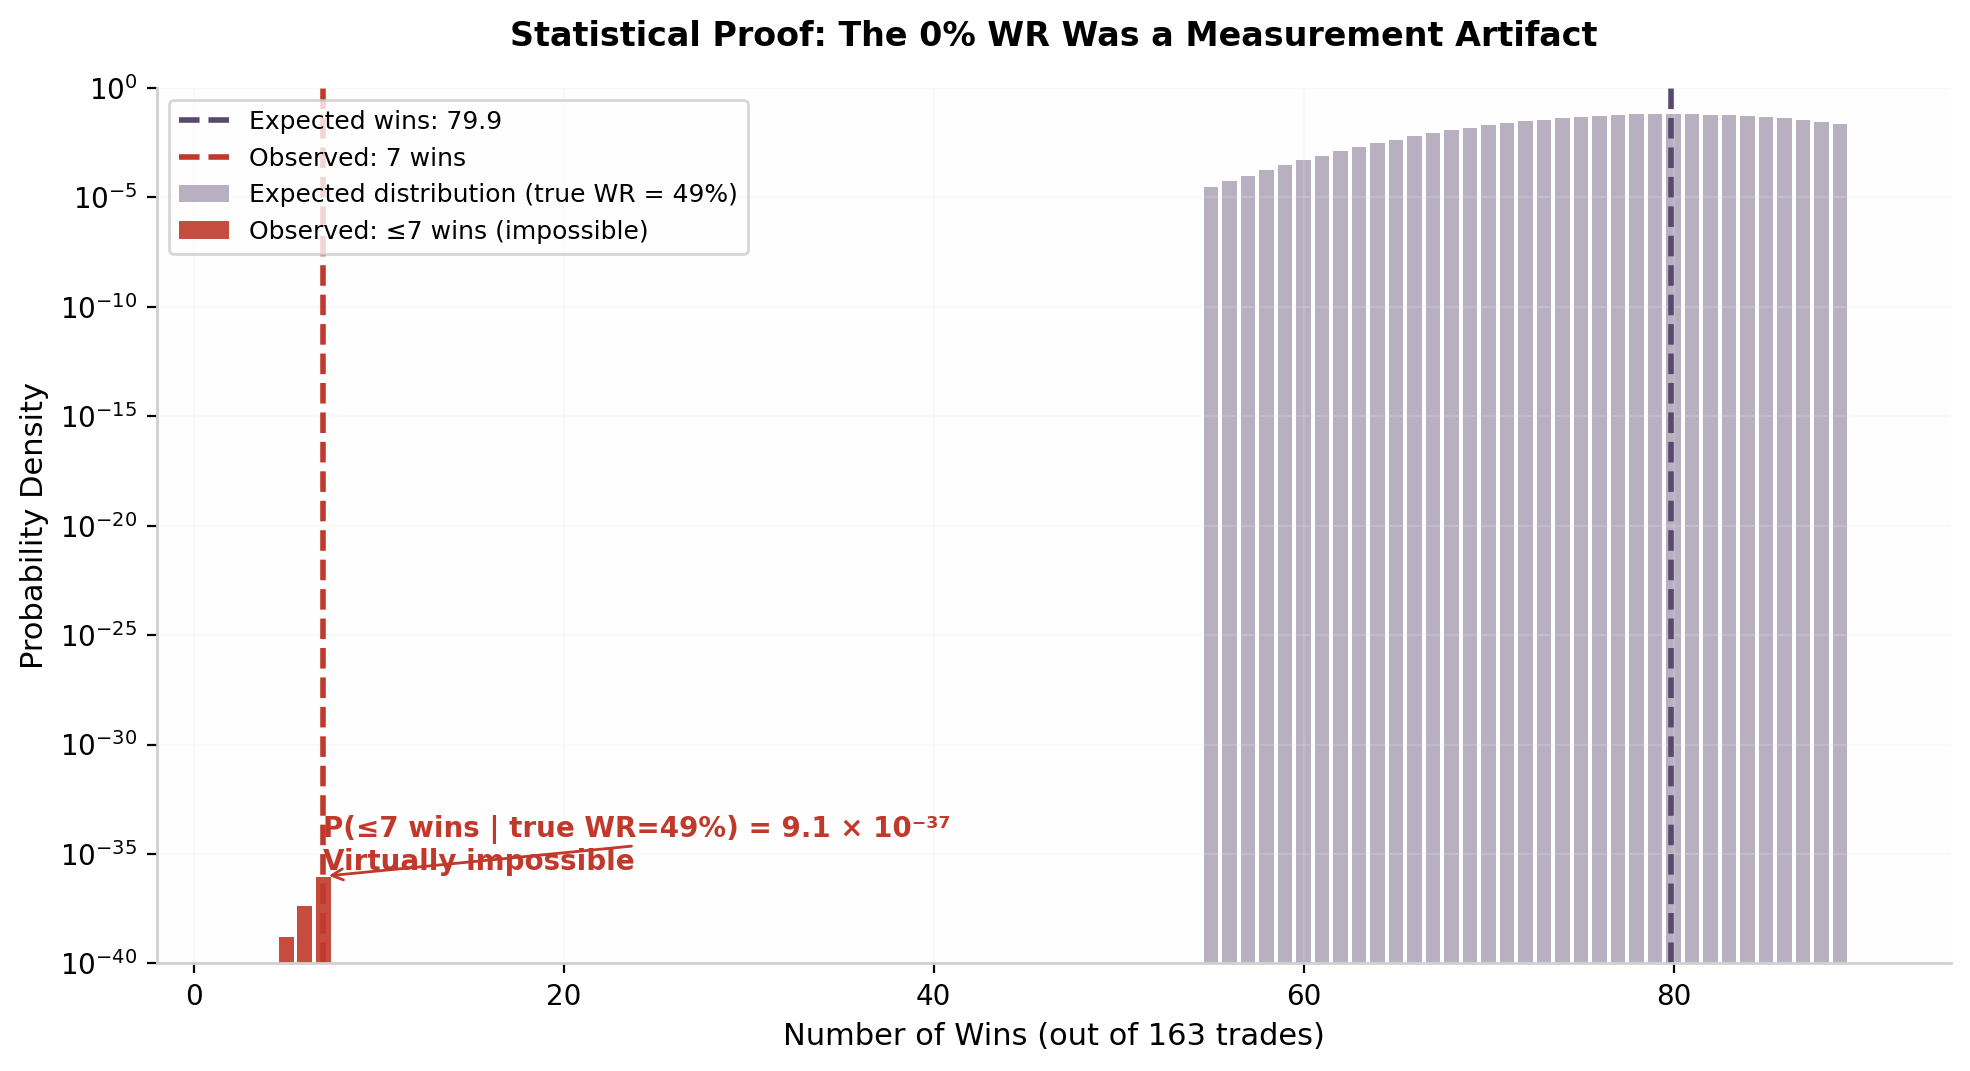 Statistical Proof: The 0% WR Was a Measurement Artifact
Expected wins: 79.9
Observed: 7 wins
Expected distribution (true WR = 49%)
Observed: ≤7 wins (impossible)
Probability Density
10⁰
10⁻⁵
10⁻¹⁰
10⁻¹⁵
10⁻²⁰
10⁻²⁵
10⁻³⁰
10⁻³⁵
10⁻⁴⁰
P(≤7 wins | true WR=49%) = 9.1 × 10⁻³⁷
Virtually impossible
0 20 40 60 80
Number of Wins (out of 163 trades)